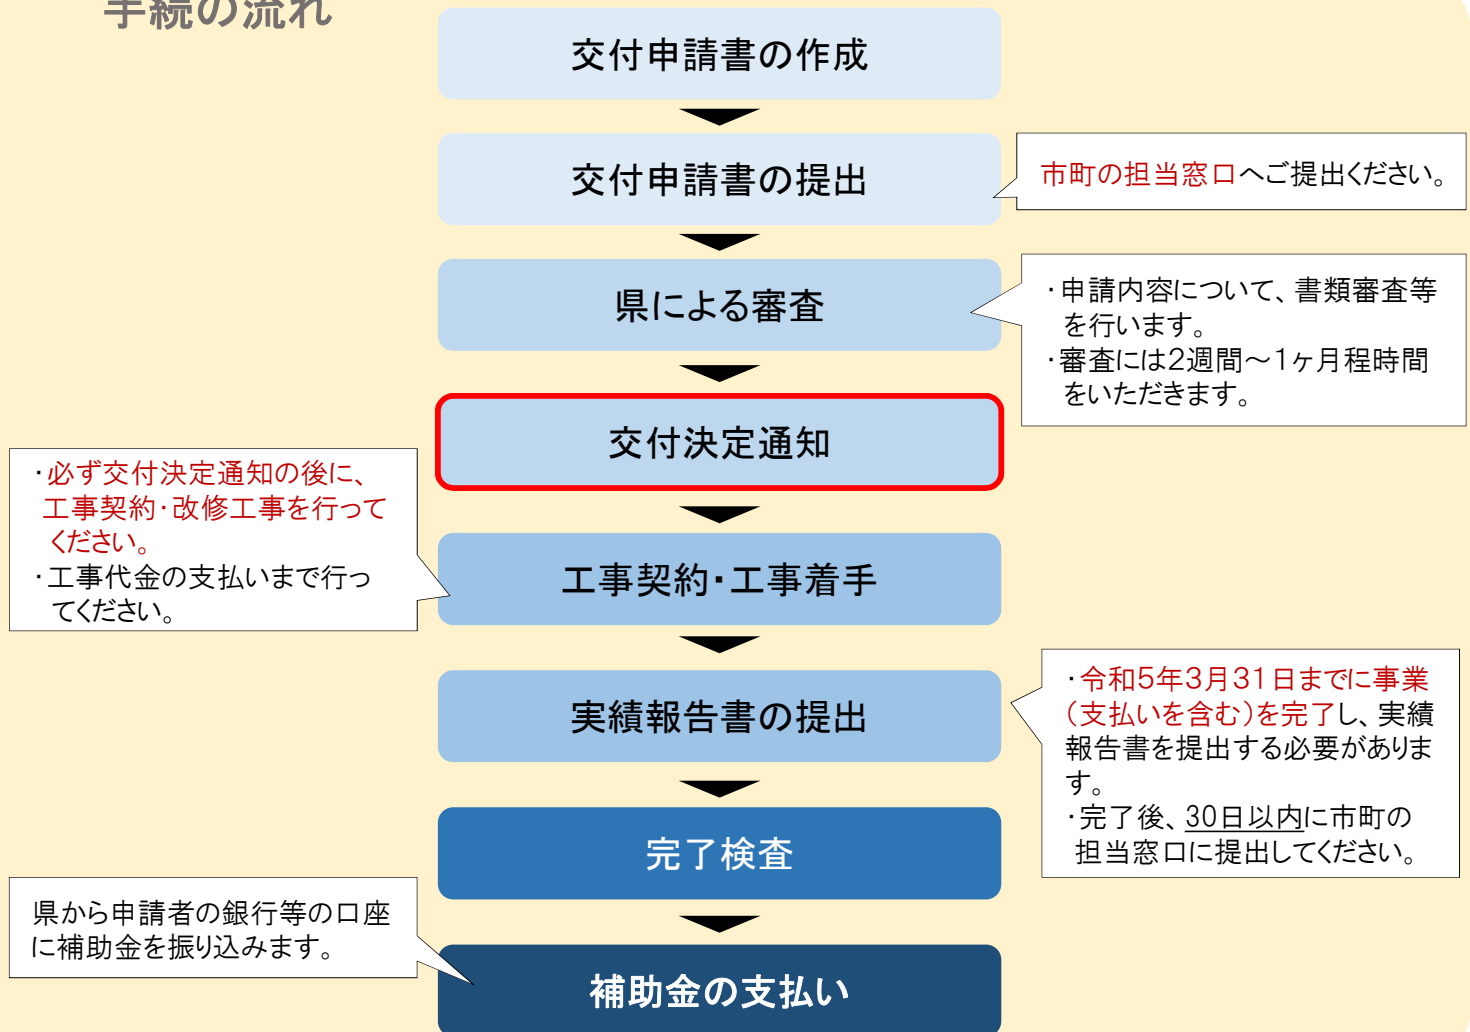 手続の流れ
交付申請書の作成
交付申請書の提出
市町の担当窓口へご提出ください。
県による審査
・申請内容について、書類審査等
を行います。
・審査には2週間～1ヶ月程時間
をいただきます。
交付決定通知
・必ず交付決定通知の後に、
工事契約・改修工事を行って
ください。
・工事代金の支払いまで行っ
てください。
工事契約・工事着手
実績報告書の提出
・令和5年3月31日までに事業
（支払いを含む）を完了し、実績
報告書を提出する必要がありま
す。
・完了後、30日以内に市町の
担当窓口に提出してください。
完了検査
県から申請者の銀行等の口座
に補助金を振り込みます。
補助金の支払い